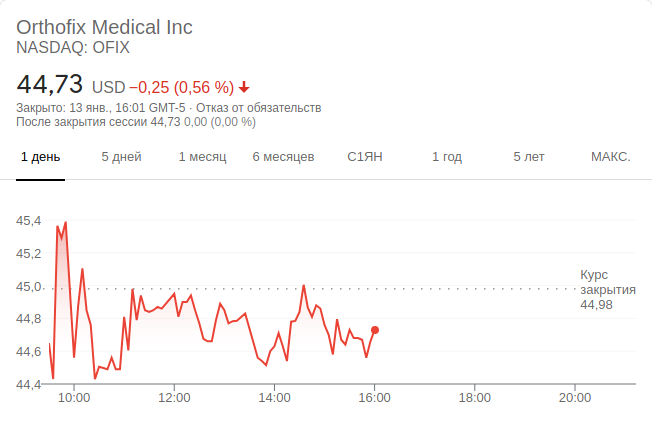 Orthofix Medical Inc
NASDAQ: OFIX
44,73 USD −0,25 (0,56 %)
Закрыто: 13 янв., 16:01 GMT-5 · Отказ от обязательств
После закрытия сессии 44,73 0,00 (0,00 %)
1 день 5 дней 1 месяц 6 месяцев С1ЯН 1 год 5 лет МАКС.
45,4
45,2
45,0
44,8
44,6
44,4
Курс
закрытия
44,98
10:00 12:00 14:00 16:00 18:00 20:00